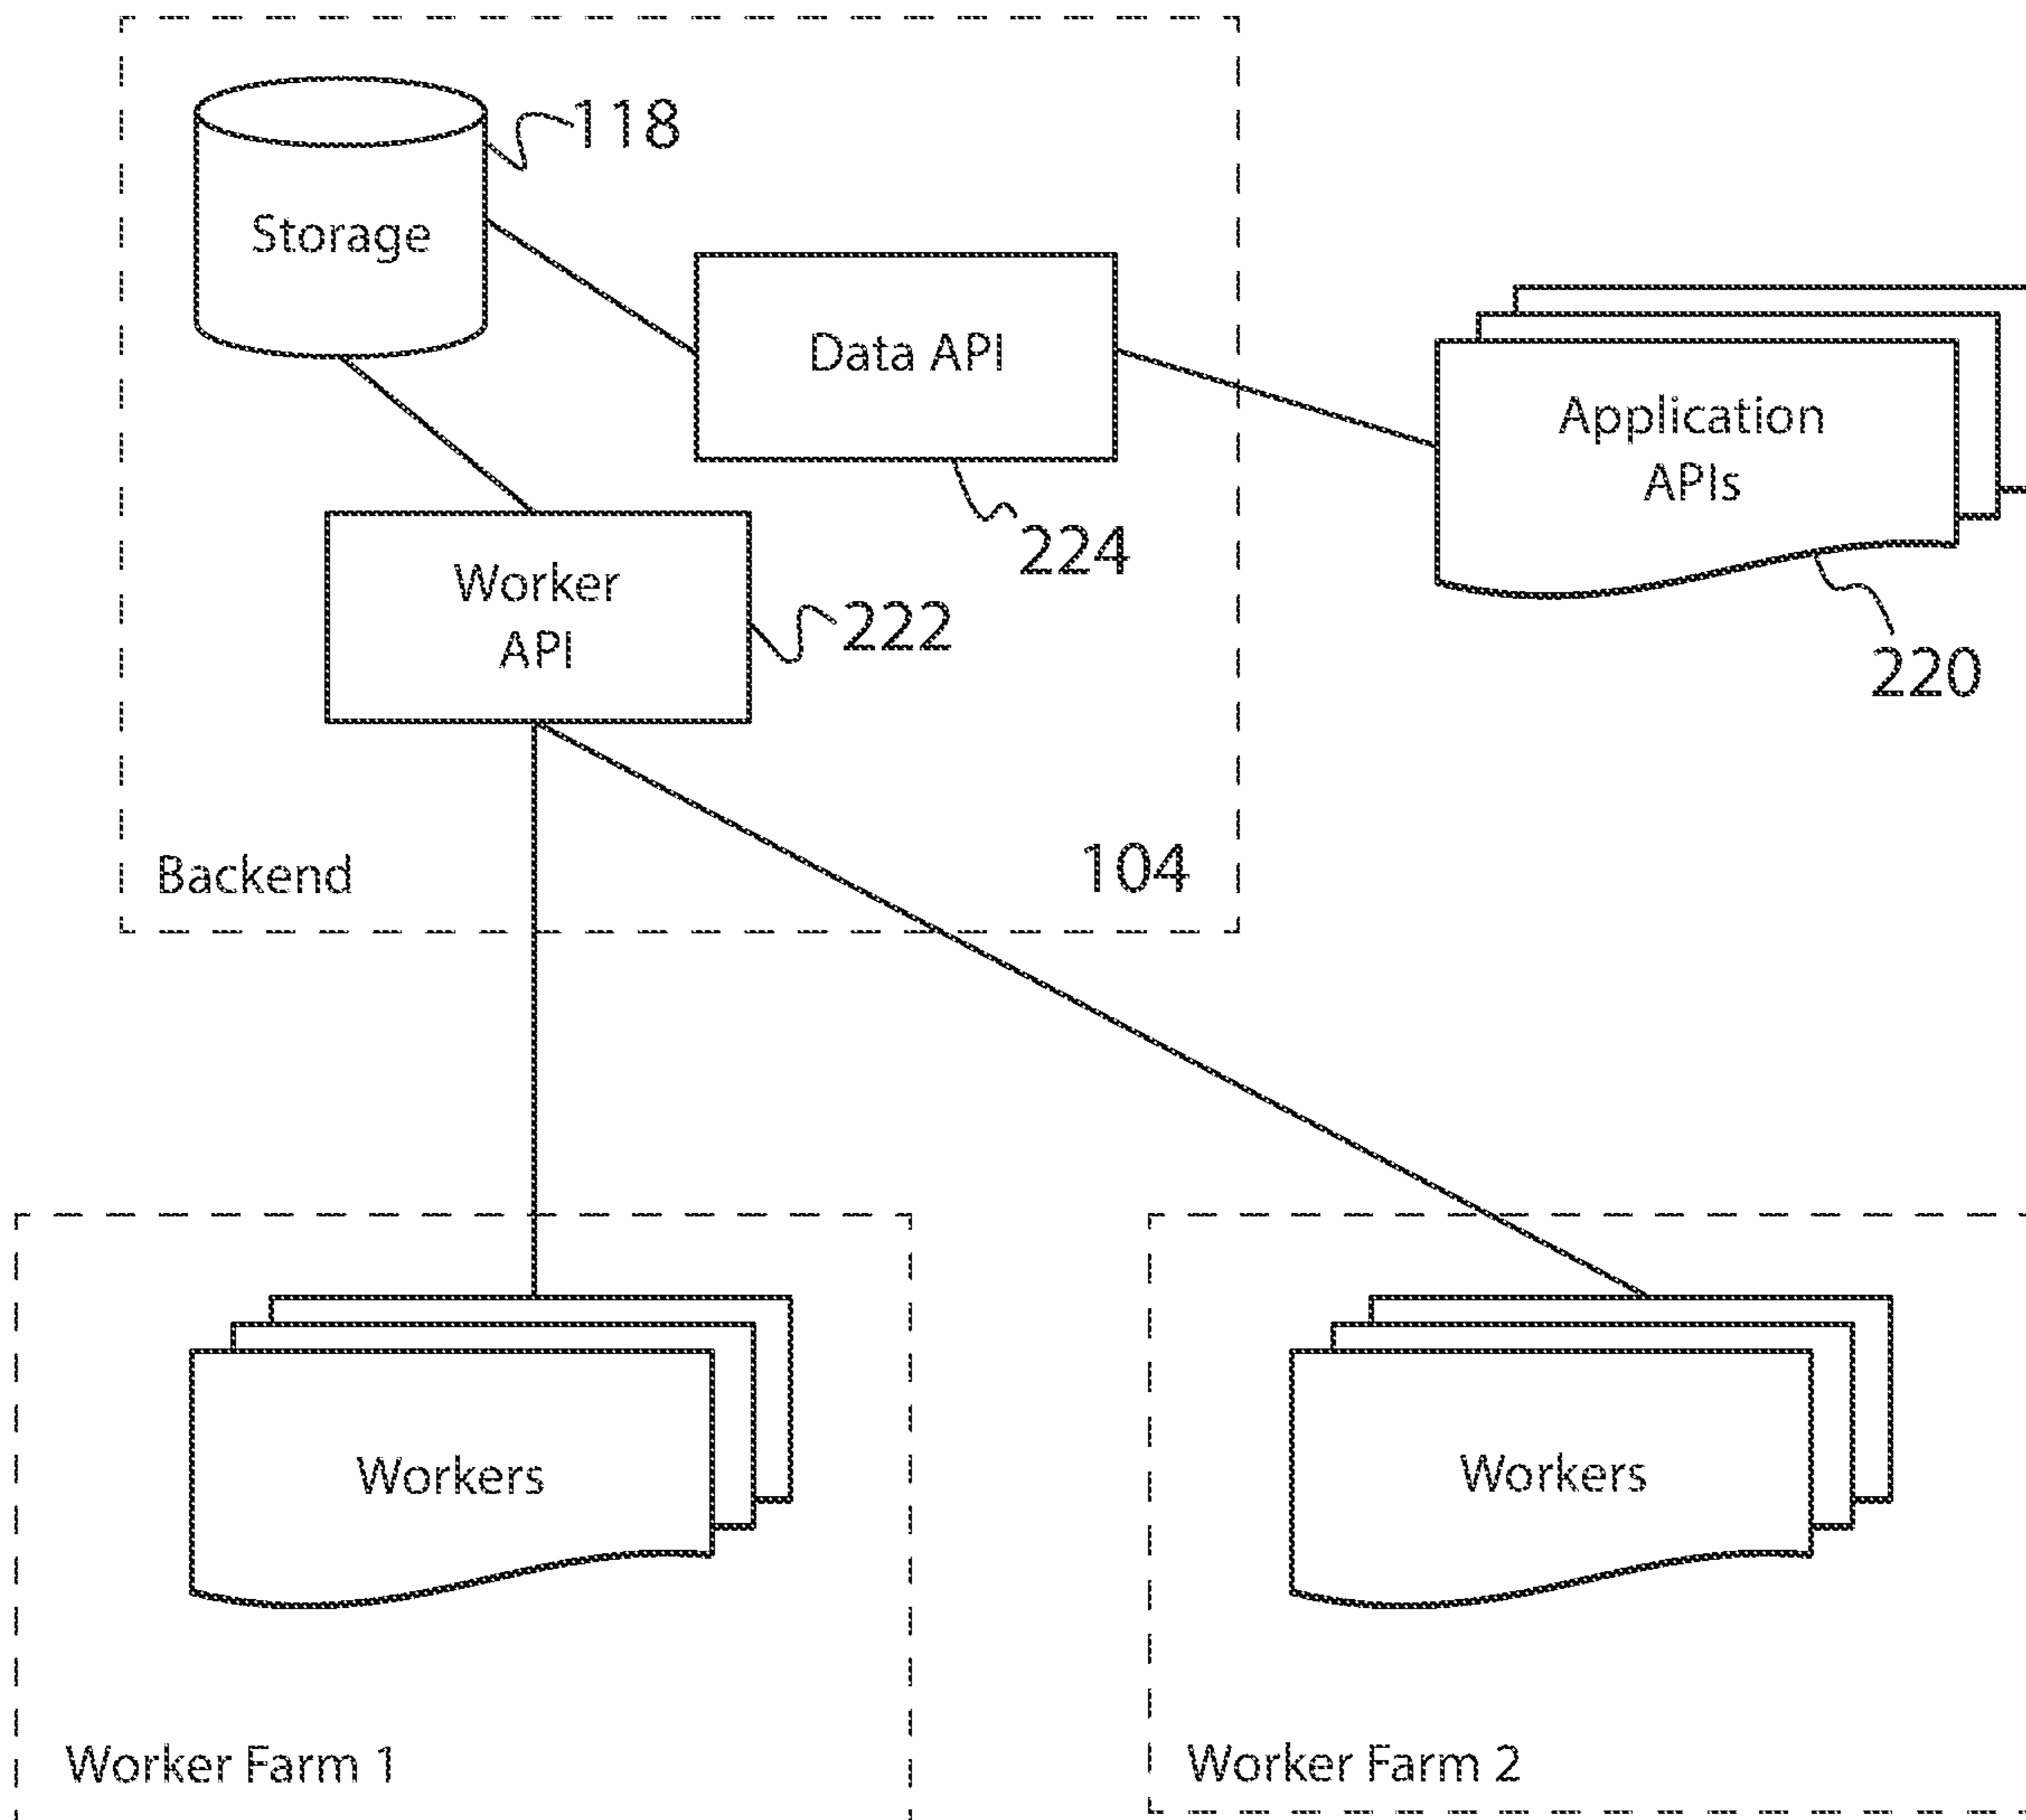 118
Storage
Data API
Application
APIs
224
Worker
API
222
220
Backend
104
Workers
Workers
Worker Farm 1
Worker Farm 2